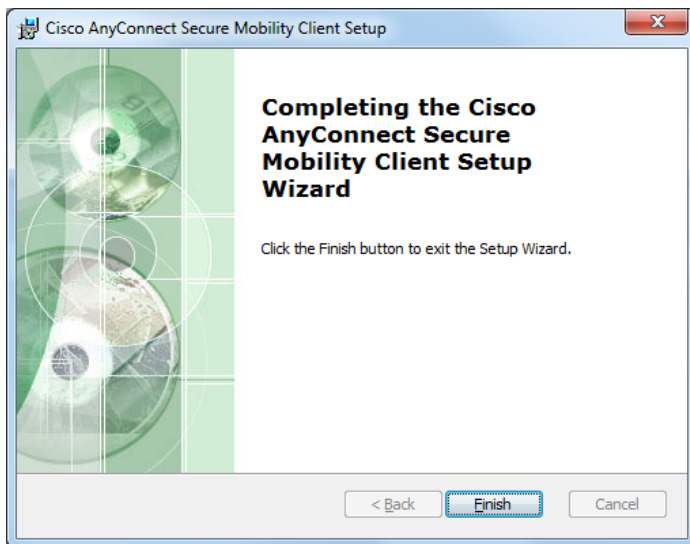 Cisco AnyConnect Secure Mobility Client Setup
Completing the Cisco
AnyConnect Secure
Mobility Client Setup
Wizard
Click the Finish button to exit the Setup Wizard.
< Back
Finish
Cancel